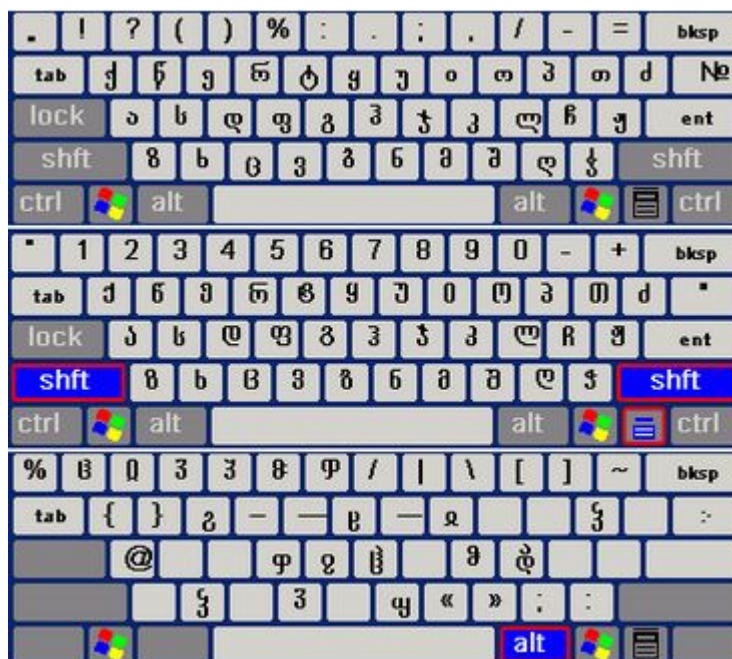 ! ? ( ) % : . ; , / - = bksp
tab ქ წ ე რ ტ ყ უ ი ო პ თ ძ №
lock ა ს დ ფ გ ჰ ჯ კ ლ ჩ ჟ ent
shft ზ ხ ც ვ ბ ნ მ შ ღ ჭ shft
ctrl alt alt ctrl
1 2 3 4 5 6 7 8 9 0 - + bksp
tab ქ წ ე რ ტ ყ უ ი ო პ თ ძ
lock ა ს დ ფ გ ჰ ჯ კ ლ ჩ ჟ ent
shft ზ ხ ც ვ ბ ნ მ შ ღ ჭ shft
ctrl alt alt ctrl
% / | \ [ ] ~ bksp
tab { } – — —
@
« » ; :
alt